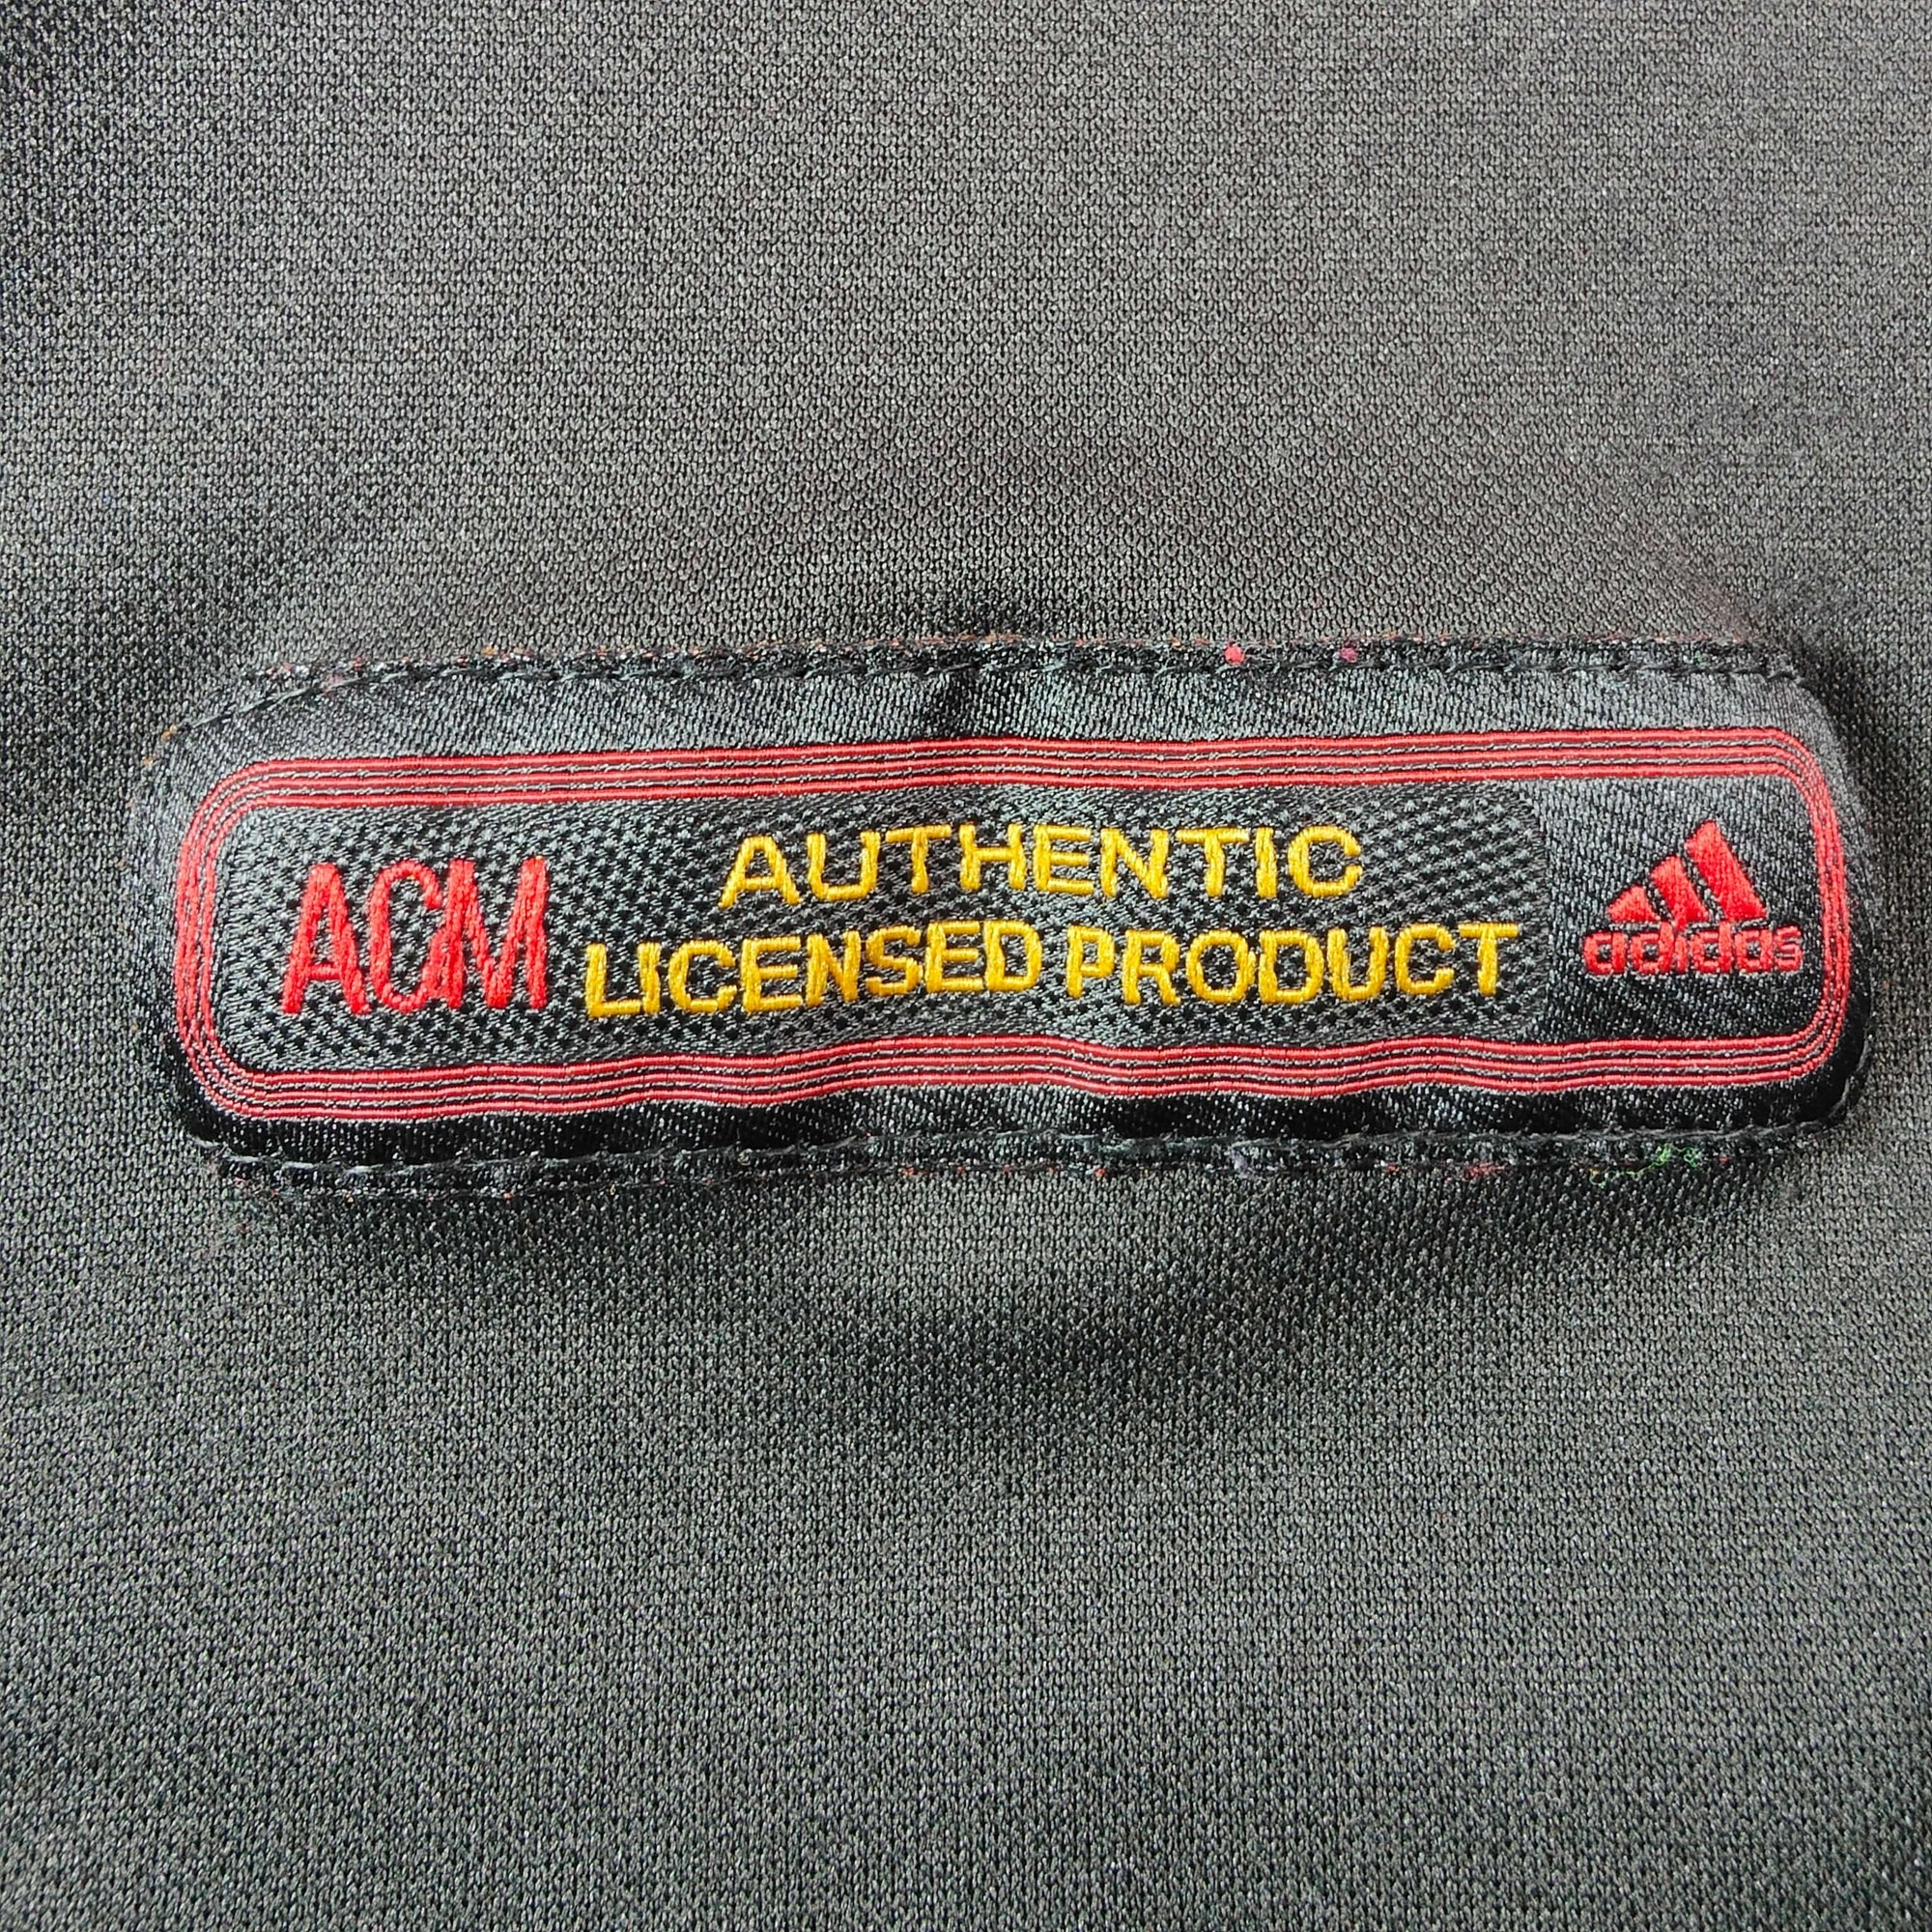 ACM
AUTHENTIC
LICENSED PRODUCT
adidas